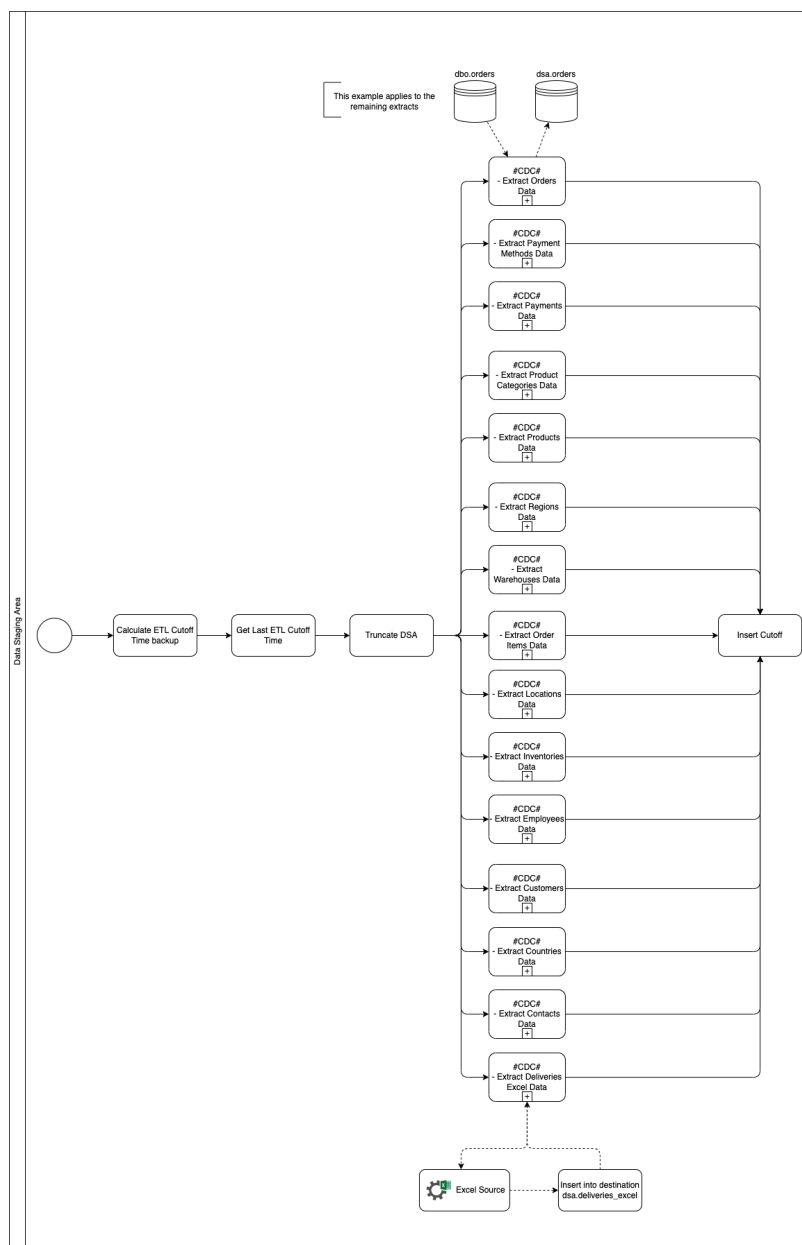 dbo.orders
dsa.orders
This example applies to the
remaining extracts
#CDC#
- Extract Orders
Data
+
#CDC#
- Extract Payment
Methods Data
+
#CDC#
- Extract Payments
Data
+
#CDC#
- Extract Product
Categories Data
+
#CDC#
- Extract Products
Data
+
#CDC#
- Extract Regions
Data
+
#CDC#
- Extract
Warehouses Data
+
Data Staging Area
Calculate ETL Cutoff
Time backup
Get Last ETL Cutoff
Time
Truncate DSA
#CDC#
- Extract Order
Items Data
+
Insert Cutoff
#CDC#
- Extract Locations
Data
+
#CDC#
- Extract Inventories
Data
+
#CDC#
- Extract Employees
Data
+
#CDC#
- Extract Customers
Data
+
#CDC#
- Extract Countries
Data
+
#CDC#
- Extract Contacts
Data
+
#CDC#
- Extract Deliveries
Excel Data
+
Excel Source
Insert into destination
dsa.deliveries_excel